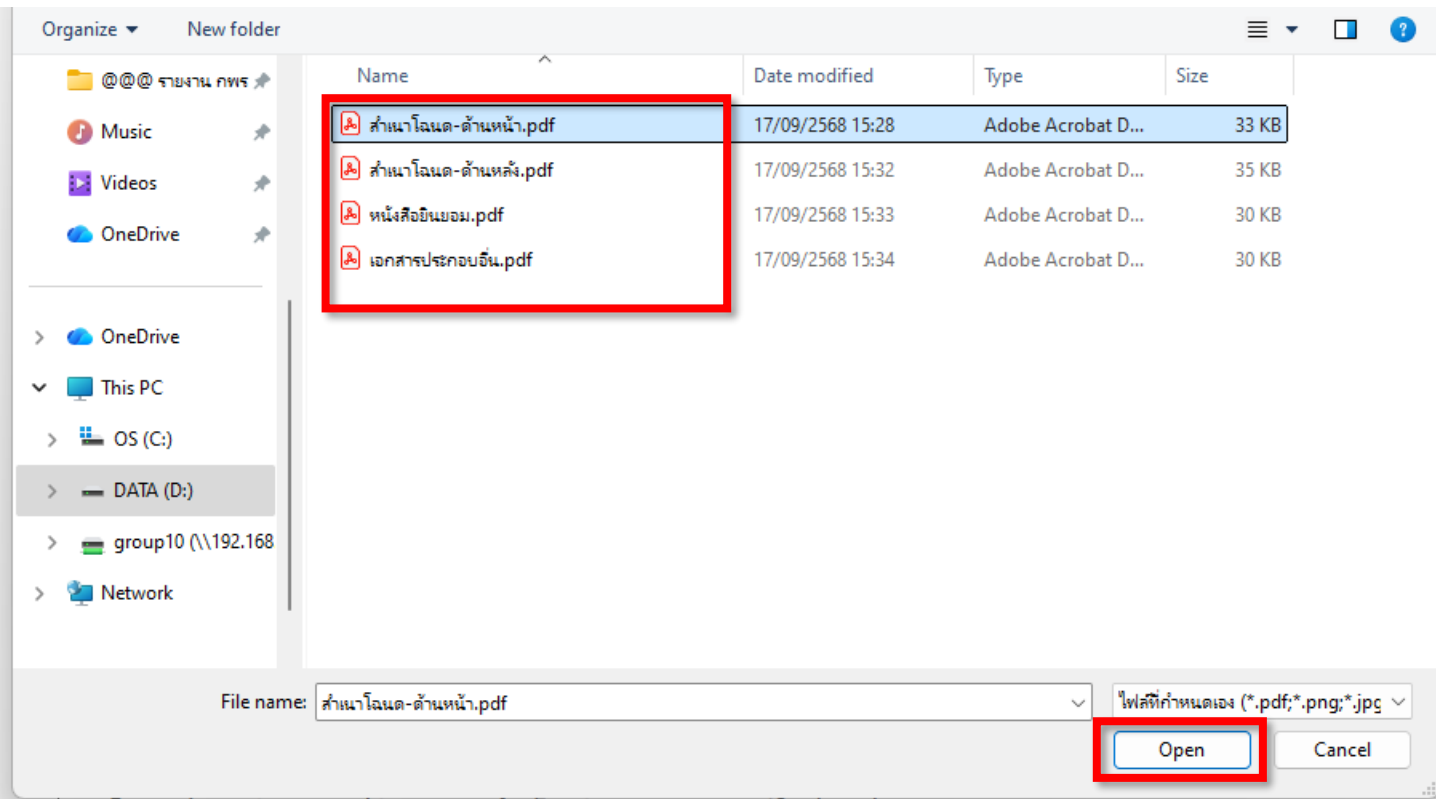 Organize New folder
Name Date modified Type Size
@@@ รายงาน กพร
Music
Videos
OneDrive
OneDrive
This PC
OS (C:)
DATA (D:)
group10 (\\192.168
Network
สำเนาโฉนด-ด้านหน้า.pdf 17/09/2568 15:28 Adobe Acrobat D... 33 KB
สำเนาโฉนด-ด้านหลัง.pdf 17/09/2568 15:32 Adobe Acrobat D... 35 KB
หนังสือยินยอม.pdf 17/09/2568 15:33 Adobe Acrobat D... 30 KB
เอกสารประกอบอื่น.pdf 17/09/2568 15:34 Adobe Acrobat D... 30 KB
File name: สำเนาโฉนด-ด้านหน้า.pdf ไฟล์ที่กำหนดเอง (*.pdf;*.png;*.jpg
Open Cancel